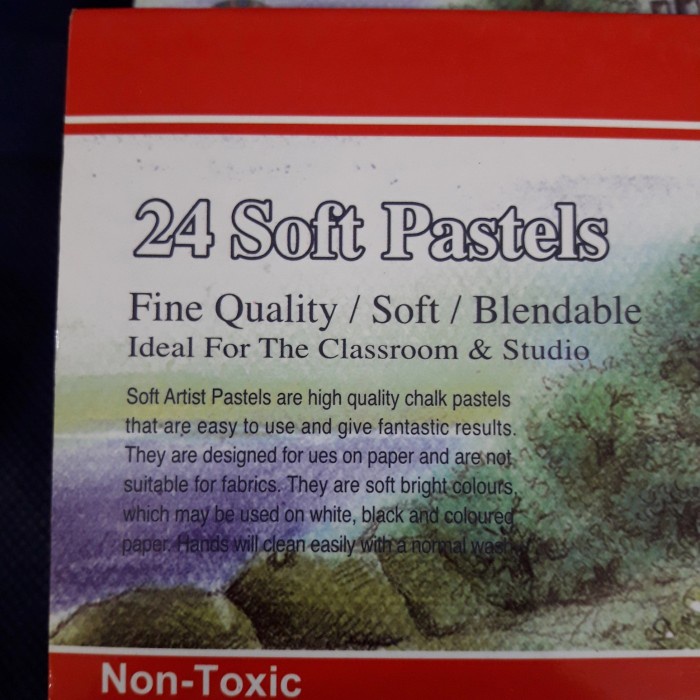 24 Soft Pastels
Fine Quality / Soft / Blendable
Ideal For The Classroom & Studio
Soft Artist Pastels are high quality chalk pastels
that are easy to use and give fantastic results.
They are designed for ues on paper and are not
suitable for fabrics. They are soft bright colours,
which may be used on white, black and coloured
paper. Hands will clean easily with a normal wash.
Non-Toxic